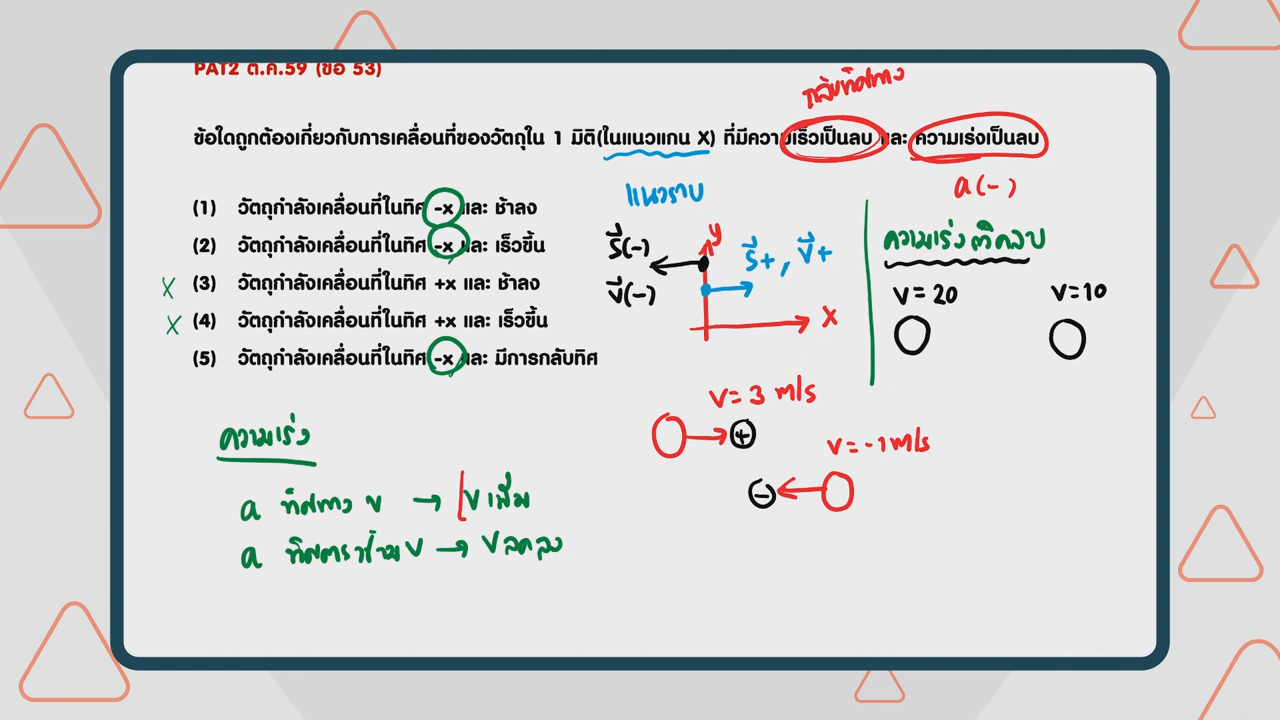 PAT2 ต.ค.59 (ข้อ 53)
กลับทิศทาง
ข้อใดถูกต้องเกี่ยวกับการเคลื่อนที่ของวัตถุใน 1 มิติ(ในแนวแกน X) ที่มีความเร็วเป็นลบ และ ความเร่งเป็นลบ
แนวราบ
a (-)
(1) วัตถุกำลังเคลื่อนที่ในทิศ -x และ ช้าลง
(2) วัตถุกำลังเคลื่อนที่ในทิศ -x และ เร็วขึ้น
X (3) วัตถุกำลังเคลื่อนที่ในทิศ +x และ ช้าลง
X (4) วัตถุกำลังเคลื่อนที่ในทิศ +x และ เร็วขึ้น
(5) วัตถุกำลังเคลื่อนที่ในทิศ -x และ มีการกลับทิศ
S⃗(-)
V⃗(-)
y
S⃗+, V⃗+
x
ความเร่งติดลบ
v = 20
v = 10
v = 3 m/s
+
v = -1 m/s
-
ความเร่ง
a ทิศทาง v → v เพิ่ม
a ทิศตรงข้าม v → v ลดลง